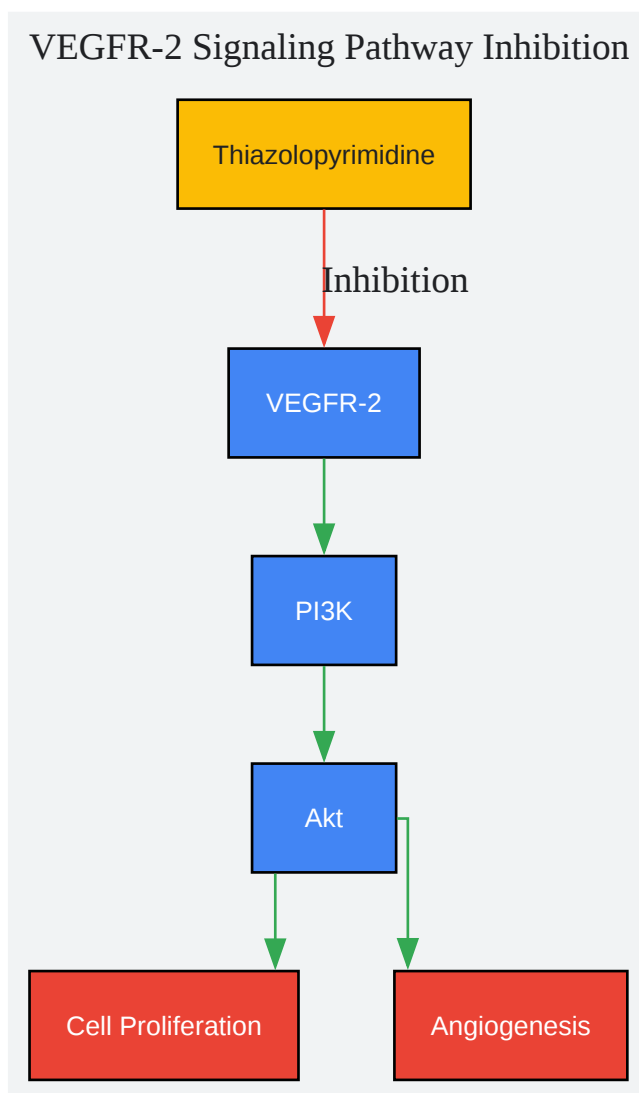 VEGFR-2 Signaling Pathway Inhibition
Thiazolopyrimidine
Inhibition
VEGFR-2
PI3K
Akt
Cell Proliferation
Angiogenesis